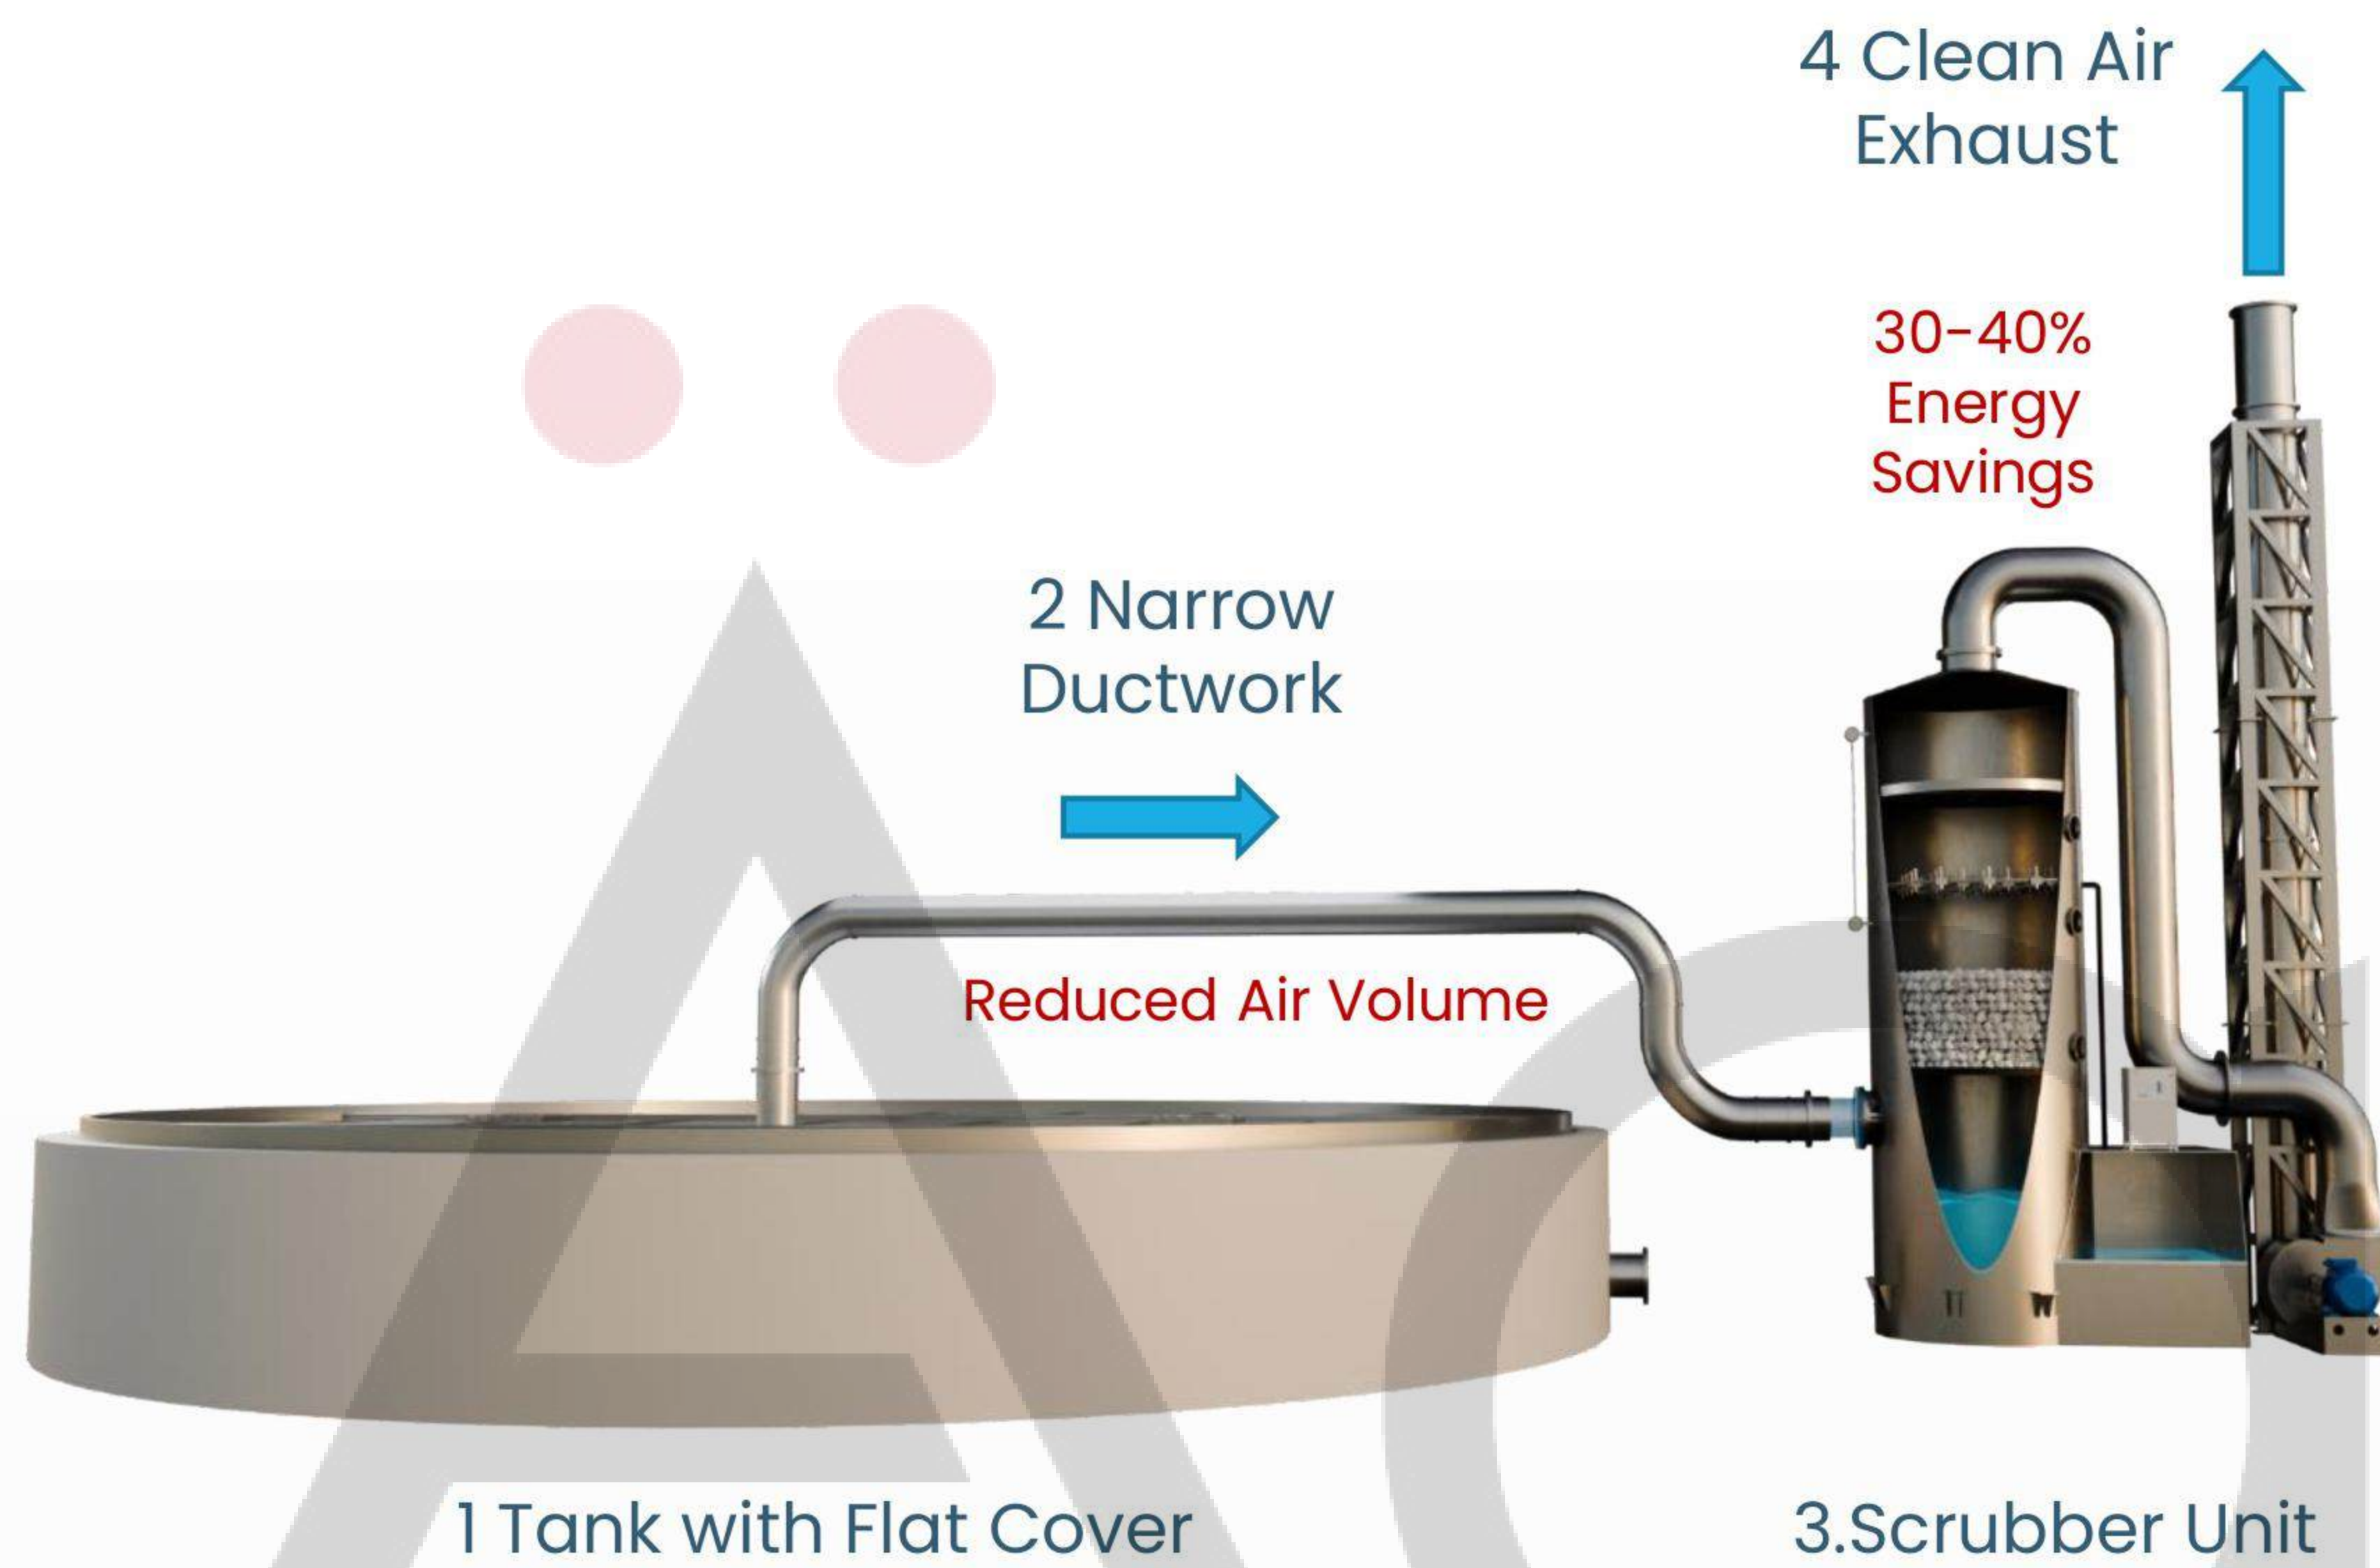 4 Clean Air
Exhaust
30-40%
Energy
Savings
2 Narrow
Ductwork
Reduced Air Volume
1 Tank with Flat Cover
3.Scrubber Unit